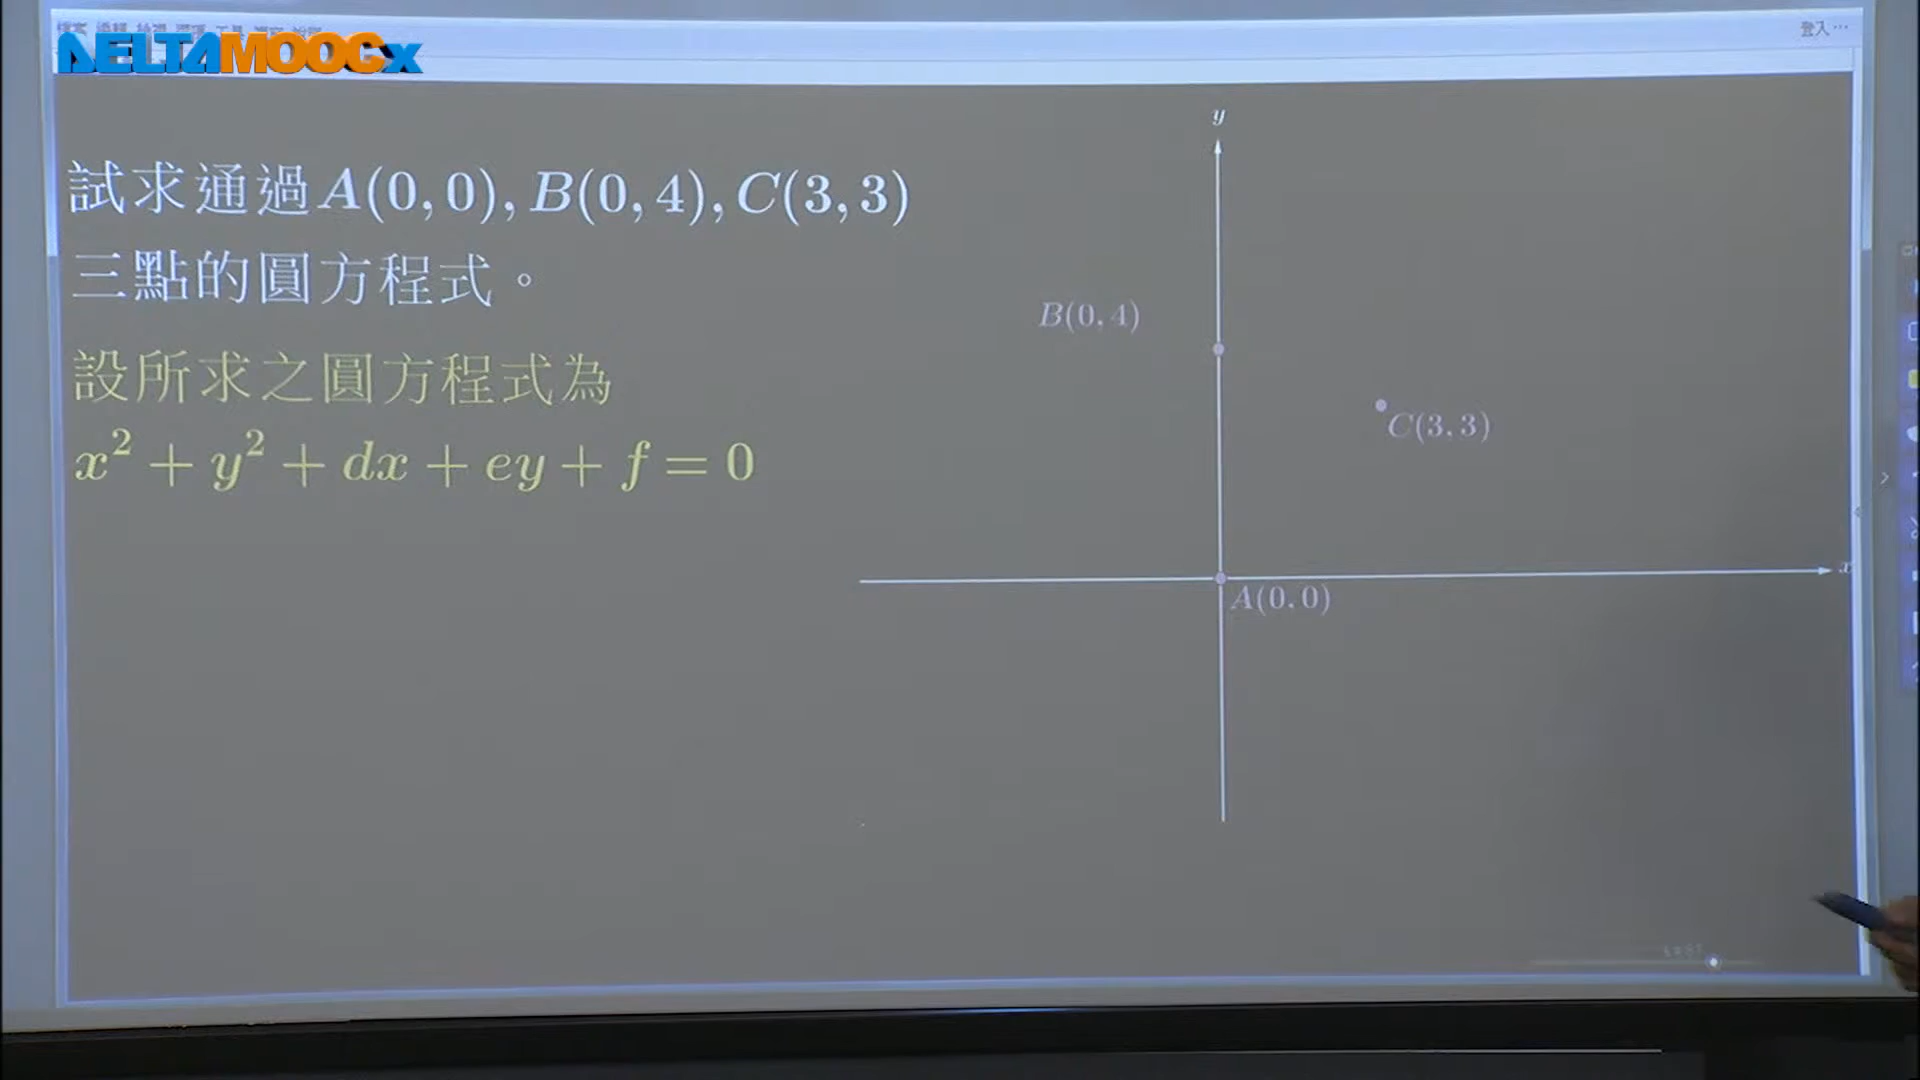 DELTAMOOCx
登入 ...
試求通過A(0, 0), B(0, 4), C(3, 3)
三點的圓方程式。
設所求之圓方程式為
x² + y² + dx + ey + f = 0
y
B(0, 4)
C(3, 3)
x
A(0, 0)